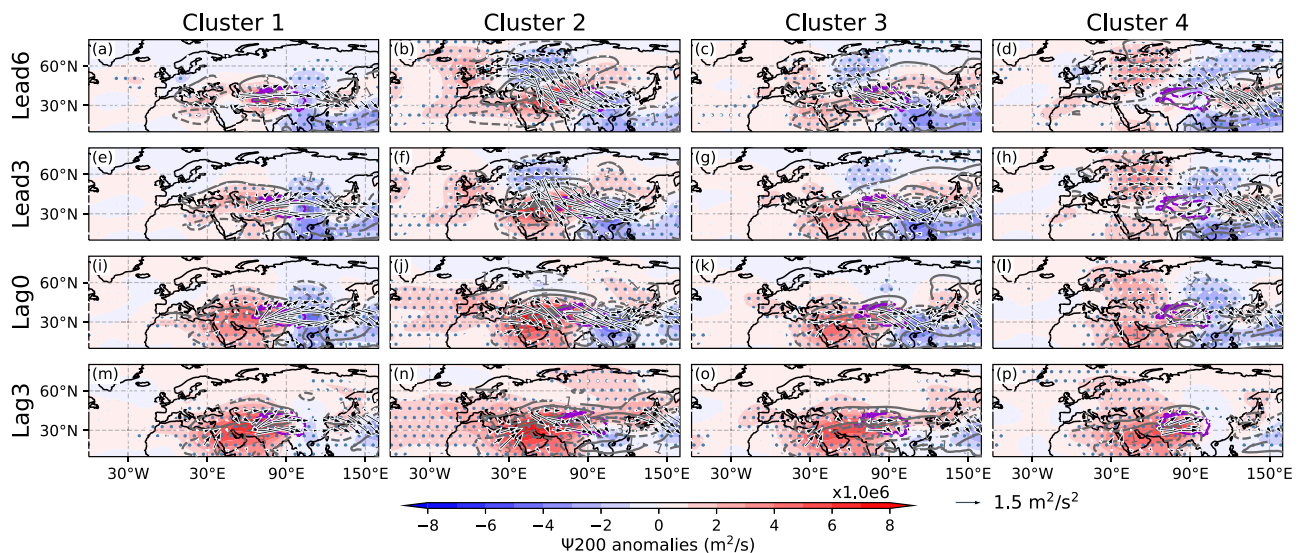 Cluster 1 Cluster 2 Cluster 3 Cluster 4
Lead6 (a) (b) (c) (d)
60°N
30°N
Lead3 (e) (f) (g) (h)
60°N
30°N
Lag0 (i) (j) (k) (l)
60°N
30°N
Lag3 (m) (n) (o) (p)
60°N
30°N
30°W 30°E 90°E 150°E 30°W 30°E 90°E 150°E 30°W 30°E 90°E 150°E 30°W 30°E 90°E 150°E
x1.0e6
1.5 m²/s²
−8 −6 −4 −2 0 2 4 6 8
Ψ200 anomalies (m²/s)